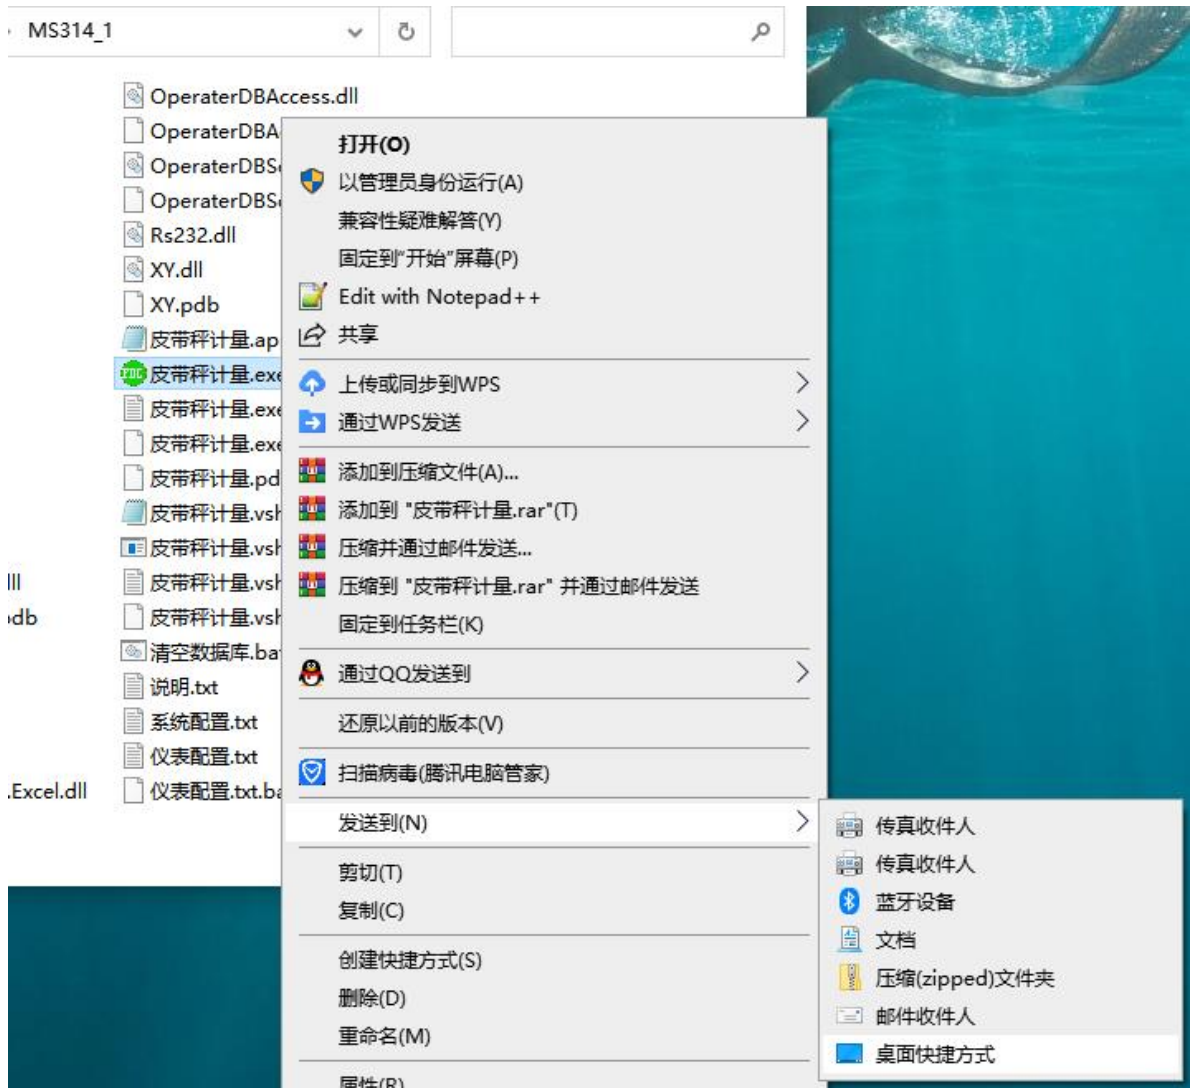 MS314_1
OperaterDBAccess.dll
OperaterDBA
OperaterDBS
OperaterDBS
Rs232.dll
XY.dll
XY.pdb
皮带秤计量.ap
皮带秤计量.exe
皮带秤计量.exe
皮带秤计量.exe
皮带秤计量.pd
皮带秤计量.vsh
皮带秤计量.vsh
皮带秤计量.vsh
皮带秤计量.vsh
清空数据库.ba
说明.txt
系统配置.txt
仪表配置.txt
仪表配置.txt.ba
ll
db
.Excel.dll
打开(O)
以管理员身份运行(A)
兼容性疑难解答(Y)
固定到"开始"屏幕(P)
Edit with Notepad++
共享
上传或同步到WPS
通过WPS发送
添加到压缩文件(A)...
添加到 "皮带秤计量.rar"(T)
压缩并通过邮件发送...
压缩到 "皮带秤计量.rar" 并通过邮件发送
固定到任务栏(K)
通过QQ发送到
还原以前的版本(V)
扫描病毒(腾讯电脑管家)
发送到(N)
剪切(T)
复制(C)
创建快捷方式(S)
删除(D)
重命名(M)
属性(R)
传真收件人
传真收件人
蓝牙设备
文档
压缩(zipped)文件夹
邮件收件人
桌面快捷方式